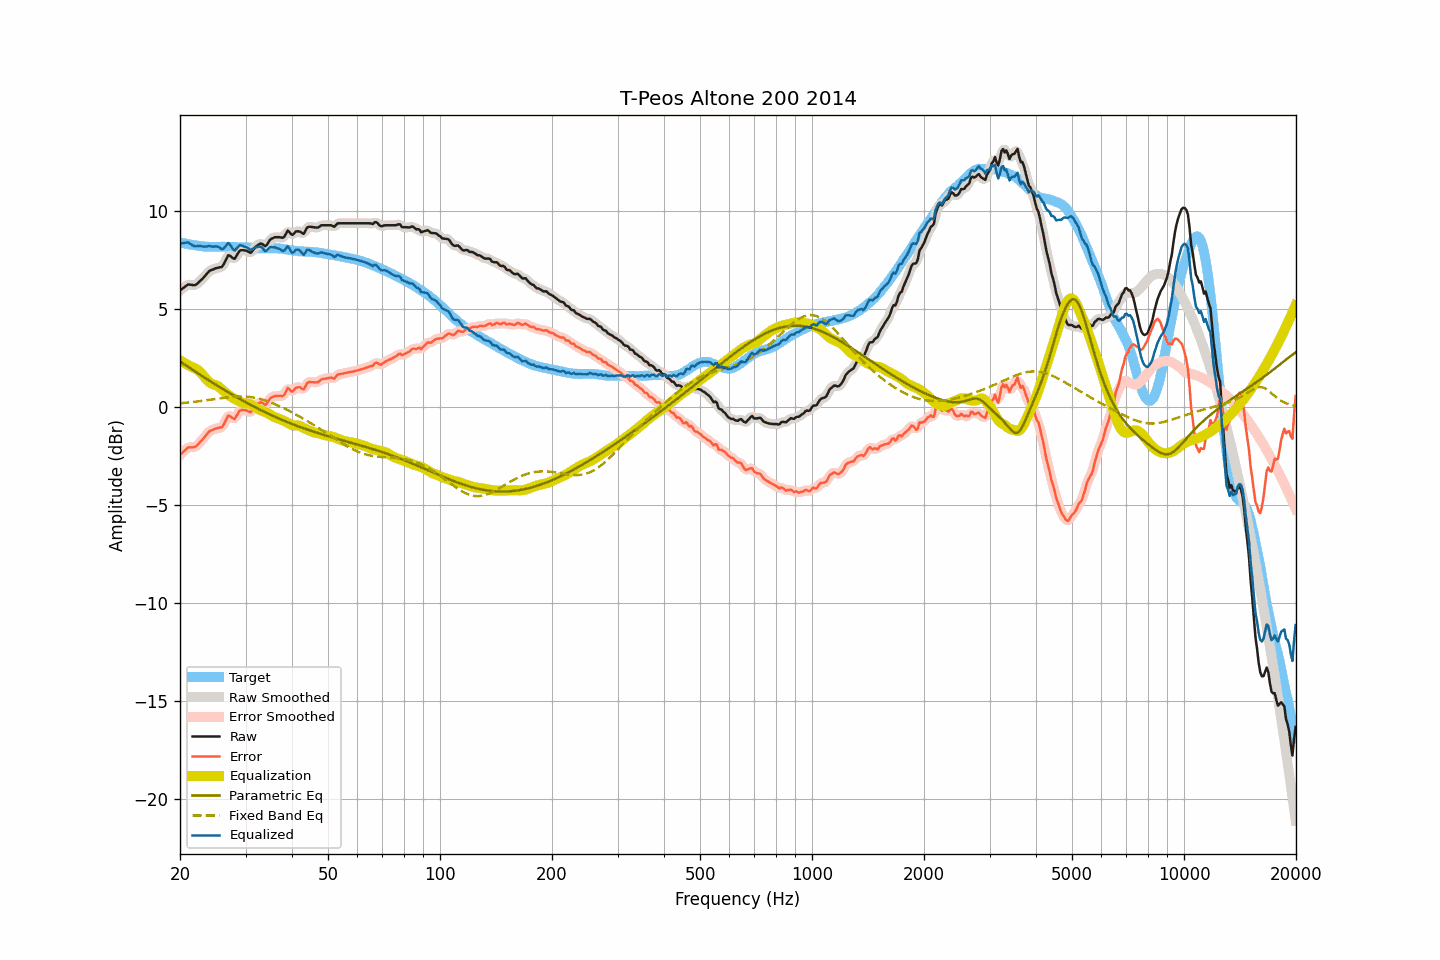 T-Peos Altone 200 2014
Amplitude (dBr)
10
5
0
−5
−10
−15
−20
Target
Raw Smoothed
Error Smoothed
Raw
Error
Equalization
Parametric Eq
Fixed Band Eq
Equalized
20 50 100 200 500 1000 2000 5000 10000 20000
Frequency (Hz)